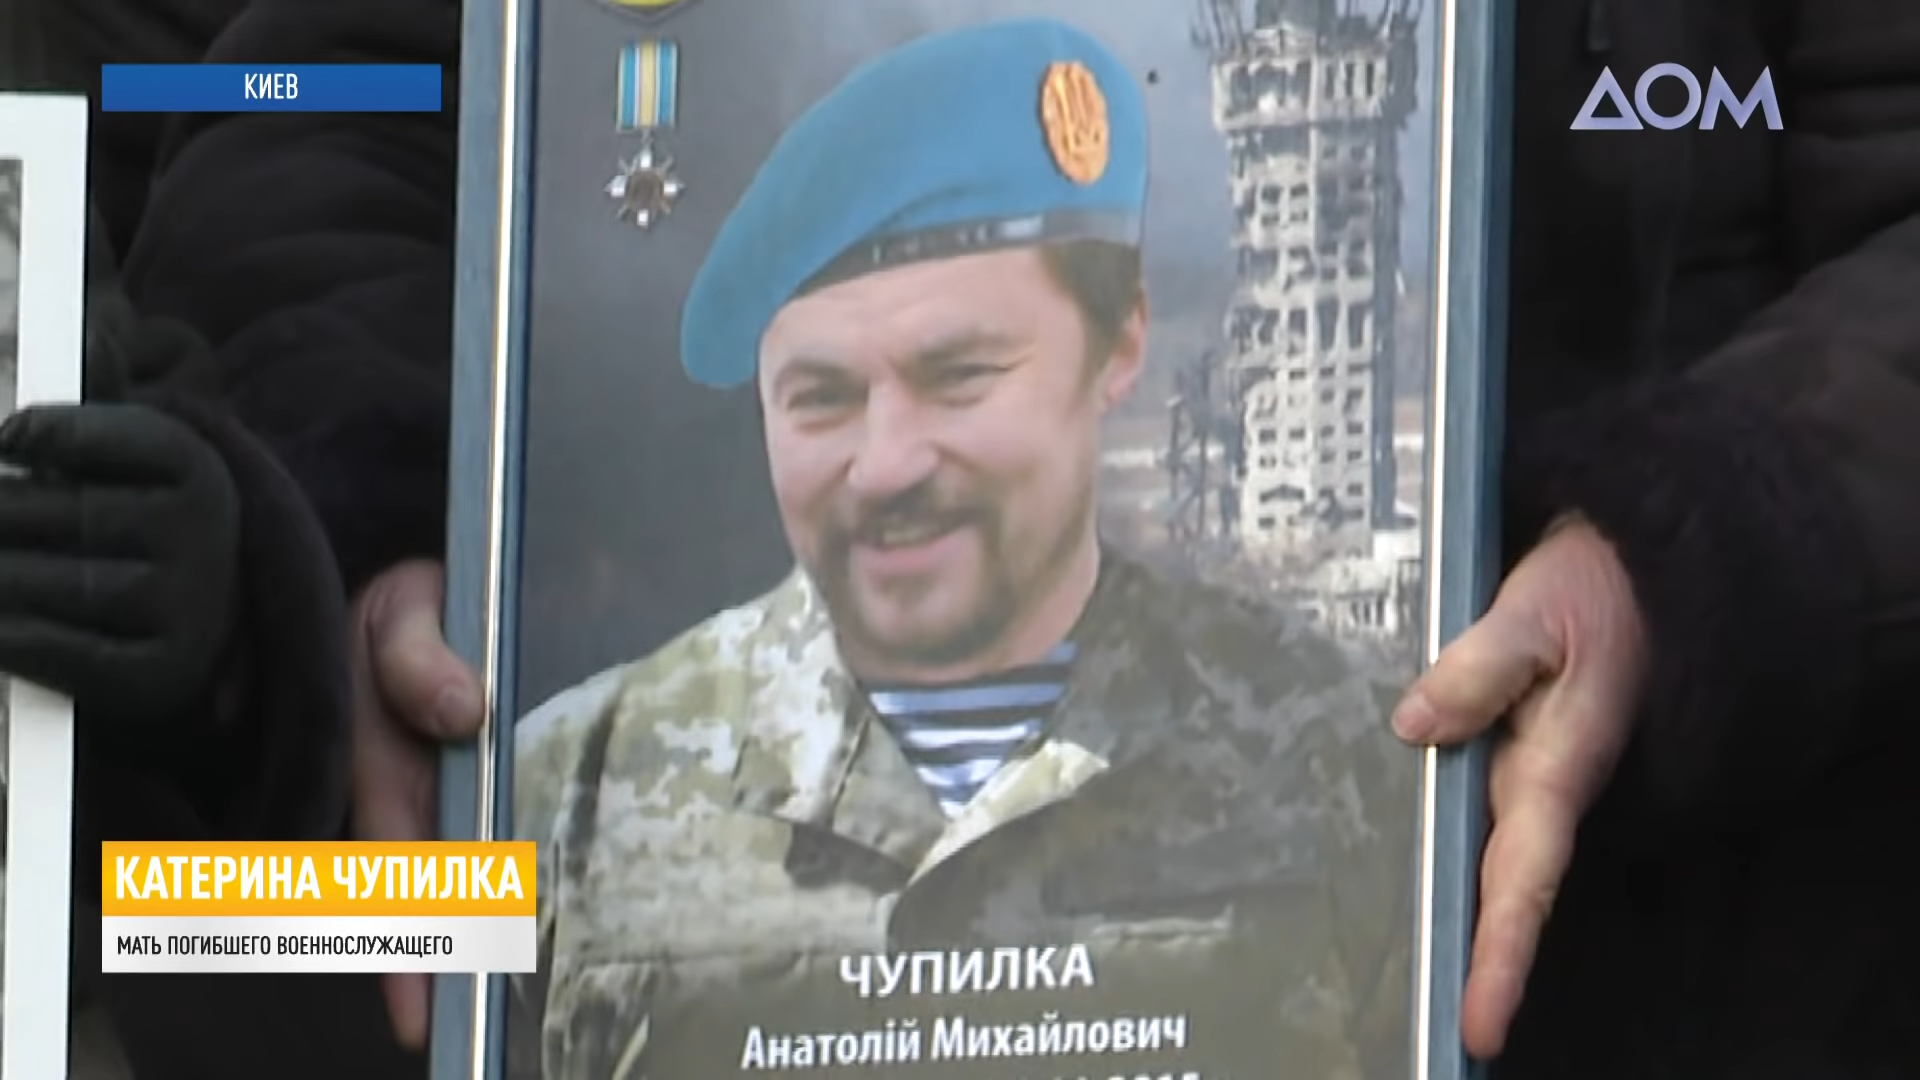 КИЕВ
ДОМ
КАТЕРИНА ЧУПИЛКА
МАТЬ ПОГИБШЕГО ВОЕННОСЛУЖАЩЕГО
ЧУПИЛКА
Анатолій Михайлович